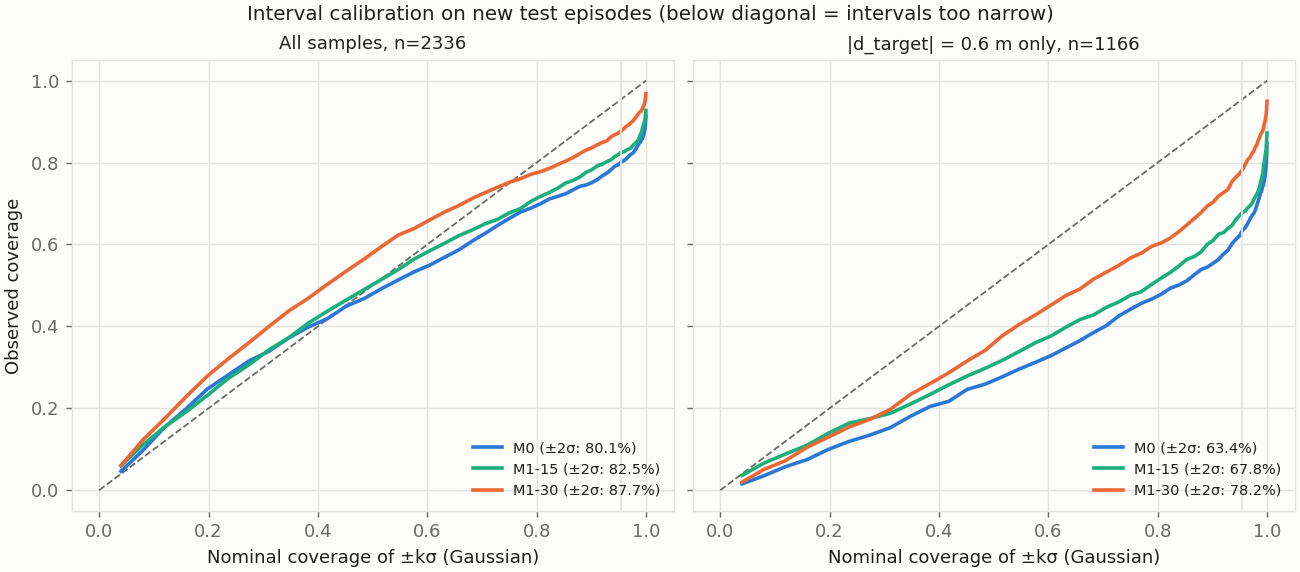 Interval calibration on new test episodes (below diagonal = intervals too narrow)
All samples, n=2336
|d_target| = 0.6 m only, n=1166
Observed coverage
1.0
0.8
0.6
0.4
0.2
0.0
M0 (±2σ: 80.1%)
M1-15 (±2σ: 82.5%)
M1-30 (±2σ: 87.7%)
M0 (±2σ: 63.4%)
M1-15 (±2σ: 67.8%)
M1-30 (±2σ: 78.2%)
0.0 0.2 0.4 0.6 0.8 1.0
0.0 0.2 0.4 0.6 0.8 1.0
Nominal coverage of ±kσ (Gaussian)
Nominal coverage of ±kσ (Gaussian)